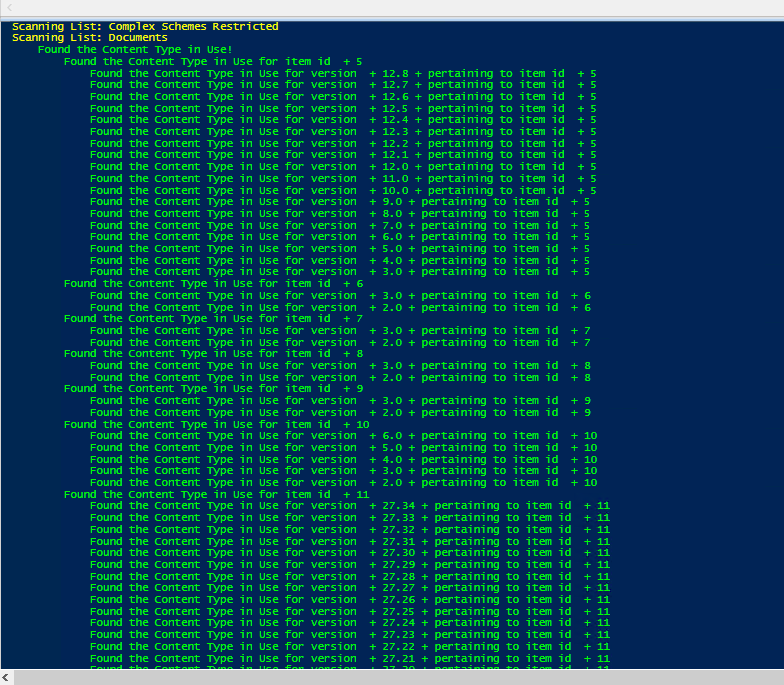 Scanning List: Complex Schemes Restricted
Scanning List: Documents
Found the Content Type in Use!
Found the Content Type in Use for item id  + 5
Found the Content Type in Use for version  + 12.8 + pertaining to item id  + 5
Found the Content Type in Use for version  + 12.7 + pertaining to item id  + 5
Found the Content Type in Use for version  + 12.6 + pertaining to item id  + 5
Found the Content Type in Use for version  + 12.5 + pertaining to item id  + 5
Found the Content Type in Use for version  + 12.4 + pertaining to item id  + 5
Found the Content Type in Use for version  + 12.3 + pertaining to item id  + 5
Found the Content Type in Use for version  + 12.2 + pertaining to item id  + 5
Found the Content Type in Use for version  + 12.1 + pertaining to item id  + 5
Found the Content Type in Use for version  + 12.0 + pertaining to item id  + 5
Found the Content Type in Use for version  + 11.0 + pertaining to item id  + 5
Found the Content Type in Use for version  + 10.0 + pertaining to item id  + 5
Found the Content Type in Use for version  + 9.0 + pertaining to item id  + 5
Found the Content Type in Use for version  + 8.0 + pertaining to item id  + 5
Found the Content Type in Use for version  + 7.0 + pertaining to item id  + 5
Found the Content Type in Use for version  + 6.0 + pertaining to item id  + 5
Found the Content Type in Use for version  + 5.0 + pertaining to item id  + 5
Found the Content Type in Use for version  + 4.0 + pertaining to item id  + 5
Found the Content Type in Use for version  + 3.0 + pertaining to item id  + 5
Found the Content Type in Use for item id  + 6
Found the Content Type in Use for version  + 3.0 + pertaining to item id  + 6
Found the Content Type in Use for version  + 2.0 + pertaining to item id  + 6
Found the Content Type in Use for item id  + 7
Found the Content Type in Use for version  + 3.0 + pertaining to item id  + 7
Found the Content Type in Use for version  + 2.0 + pertaining to item id  + 7
Found the Content Type in Use for item id  + 8
Found the Content Type in Use for version  + 3.0 + pertaining to item id  + 8
Found the Content Type in Use for version  + 2.0 + pertaining to item id  + 8
Found the Content Type in Use for item id  + 9
Found the Content Type in Use for version  + 3.0 + pertaining to item id  + 9
Found the Content Type in Use for version  + 2.0 + pertaining to item id  + 9
Found the Content Type in Use for item id  + 10
Found the Content Type in Use for version  + 6.0 + pertaining to item id  + 10
Found the Content Type in Use for version  + 5.0 + pertaining to item id  + 10
Found the Content Type in Use for version  + 4.0 + pertaining to item id  + 10
Found the Content Type in Use for version  + 3.0 + pertaining to item id  + 10
Found the Content Type in Use for version  + 2.0 + pertaining to item id  + 10
Found the Content Type in Use for item id  + 11
Found the Content Type in Use for version  + 27.34 + pertaining to item id  + 11
Found the Content Type in Use for version  + 27.33 + pertaining to item id  + 11
Found the Content Type in Use for version  + 27.32 + pertaining to item id  + 11
Found the Content Type in Use for version  + 27.31 + pertaining to item id  + 11
Found the Content Type in Use for version  + 27.30 + pertaining to item id  + 11
Found the Content Type in Use for version  + 27.29 + pertaining to item id  + 11
Found the Content Type in Use for version  + 27.28 + pertaining to item id  + 11
Found the Content Type in Use for version  + 27.27 + pertaining to item id  + 11
Found the Content Type in Use for version  + 27.26 + pertaining to item id  + 11
Found the Content Type in Use for version  + 27.25 + pertaining to item id  + 11
Found the Content Type in Use for version  + 27.24 + pertaining to item id  + 11
Found the Content Type in Use for version  + 27.23 + pertaining to item id  + 11
Found the Content Type in Use for version  + 27.22 + pertaining to item id  + 11
Found the Content Type in Use for version  + 27.21 + pertaining to item id  + 11